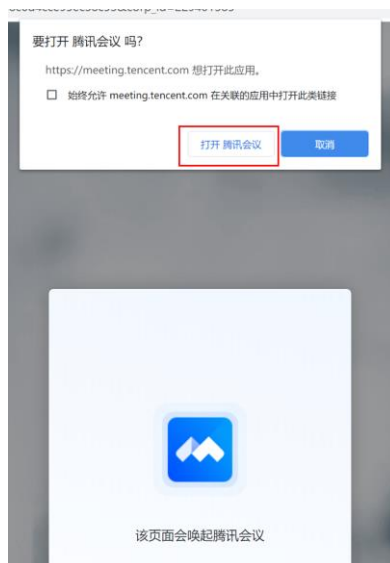 要打开 腾讯会议 吗?
https://meeting.tencent.com 想打开此应用。
始终允许 meeting.tencent.com 在关联的应用中打开此类链接
打开 腾讯会议
取消
该页面会唤起腾讯会议